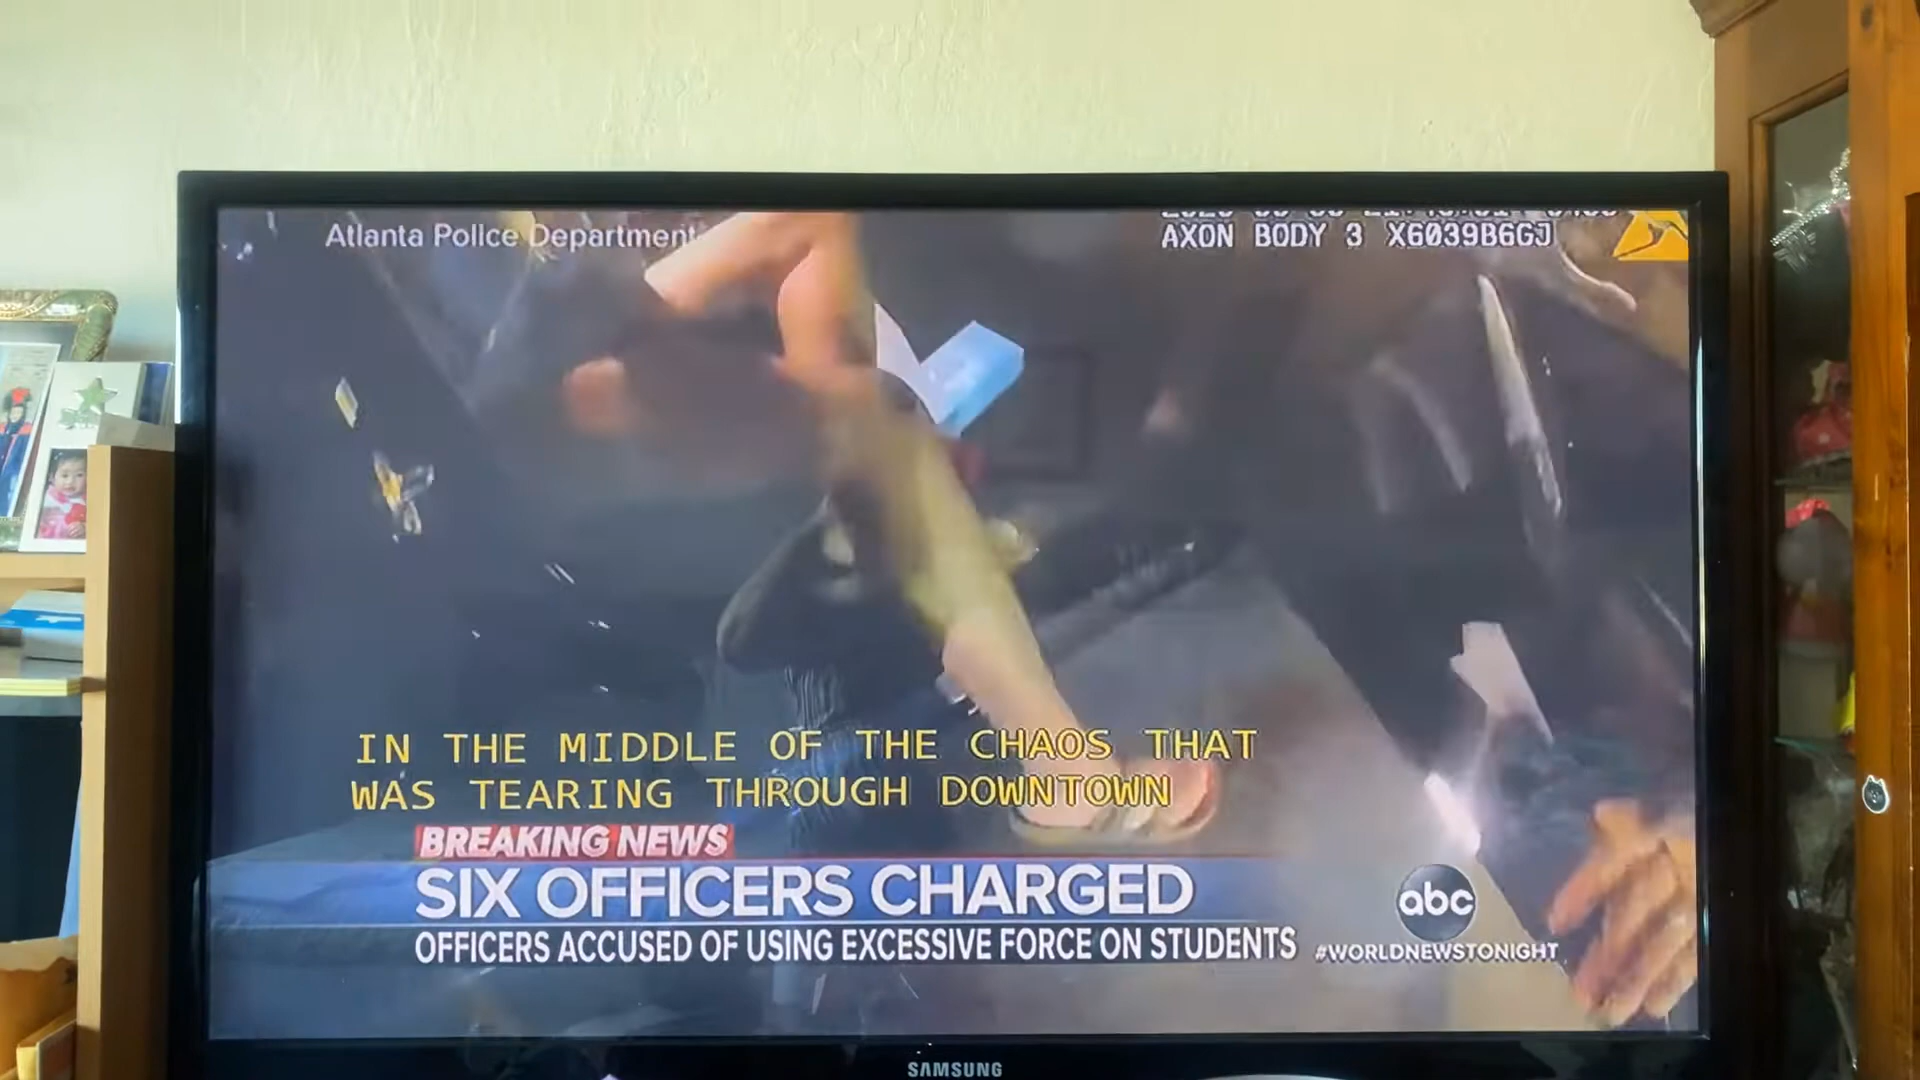 Atlanta Police Department
AXON BODY 3 X6039B6GJ
IN THE MIDDLE OF THE CHAOS THAT
WAS TEARING THROUGH DOWNTOWN
BREAKING NEWS
SIX OFFICERS CHARGED
OFFICERS ACCUSED OF USING EXCESSIVE FORCE ON STUDENTS
abc
#WORLDNEWSTONIGHT
SAMSUNG